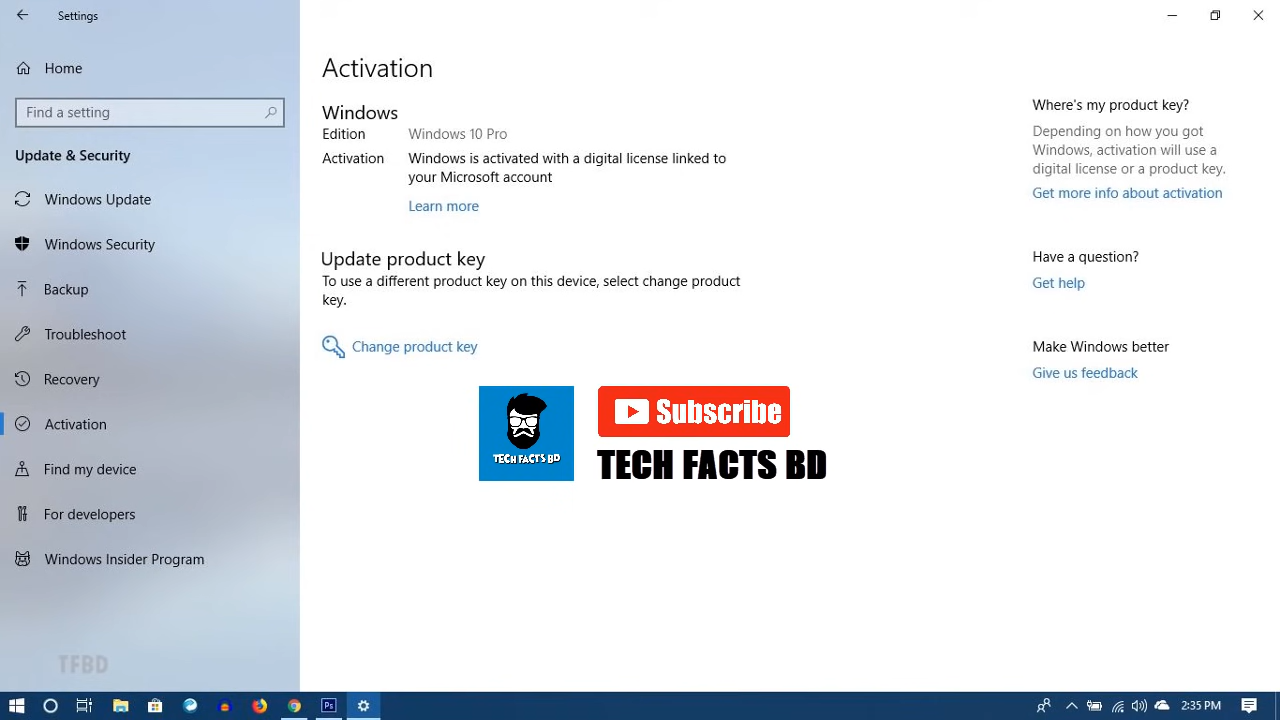 Settings
Home
Find a setting
Update & Security
Windows Update
Windows Security
Backup
Troubleshoot
Recovery
Activation
Find my device
For developers
Windows Insider Program
TFBD
Activation
Windows
Edition Windows 10 Pro
Activation Windows is activated with a digital license linked to
your Microsoft account
Learn more
Update product key
To use a different product key on this device, select change product
key.
Change product key
TECH FACTS BD
Subscribe
TECH FACTS BD
Where's my product key?
Depending on how you got
Windows, activation will use a
digital license or a product key.
Get more info about activation
Have a question?
Get help
Make Windows better
Give us feedback
Ps
2:35 PM